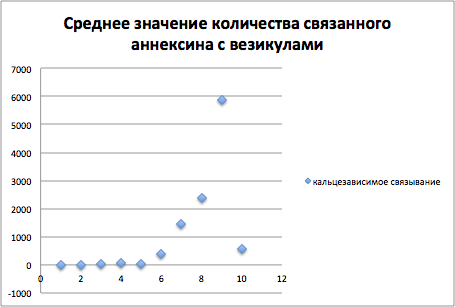 Среднее значение количества связанного
аннексина с везикулами
7000
6000
5000
4000
3000
2000
1000
0
-1000
0 2 4 6 8 10 12
кальцезависимое связывание